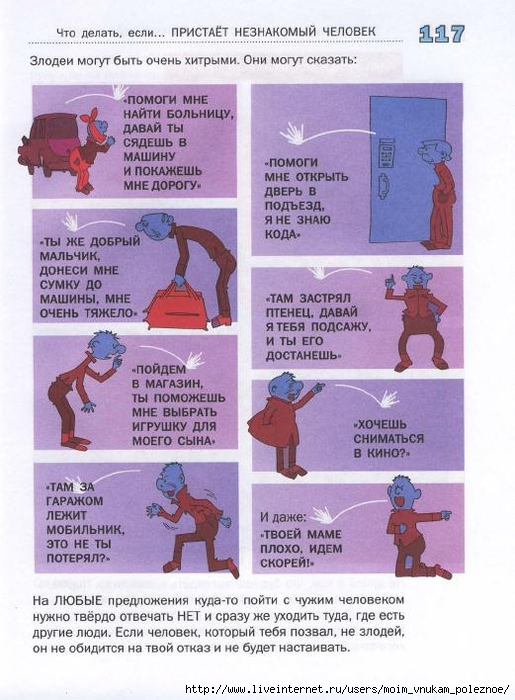 Что делать, если... ПРИСТАЁТ НЕЗНАКОМЫЙ ЧЕЛОВЕК
117
Злодеи могут быть очень хитрыми. Они могут сказать:
«ПОМОГИ МНЕ
НАЙТИ БОЛЬНИЦУ,
ДАВАЙ ТЫ
СЯДЕШЬ В
МАШИНУ
И ПОКАЖЕШЬ
МНЕ ДОРОГУ»
«ПОМОГИ
МНЕ ОТКРЫТЬ
ДВЕРЬ В
ПОДЪЕЗД,
Я НЕ ЗНАЮ
КОДА»
«ТЫ ЖЕ ДОБРЫЙ
МАЛЬЧИК,
ДОНЕСИ МНЕ
СУМКУ ДО
МАШИНЫ, МНЕ
ОЧЕНЬ ТЯЖЕЛО»
«ТАМ ЗАСТРЯЛ
ПТЕНЕЦ, ДАВАЙ
Я ТЕБЯ ПОДСАЖУ,
И ТЫ ЕГО
ДОСТАНЕШЬ»
«ПОЙДЕМ
В МАГАЗИН,
ТЫ ПОМОЖЕШЬ
МНЕ ВЫБРАТЬ
ИГРУШКУ ДЛЯ
МОЕГО СЫНА»
«ХОЧЕШЬ
СНИМАТЬСЯ
В КИНО?»
«ТАМ ЗА
ГАРАЖОМ
ЛЕЖИТ
МОБИЛЬНИК,
ЭТО НЕ ТЫ
ПОТЕРЯЛ?»
И даже:
«ТВОЕЙ МАМЕ
ПЛОХО, ИДЕМ
СКОРЕЙ!»
На ЛЮБЫЕ предложения куда-то пойти с чужим человеком
нужно твёрдо отвечать НЕТ и сразу же уходить туда, где есть
другие люди. Если человек, который тебя позвал, не злодей,
он не обидится на твой отказ и не будет настаивать.
http://www.liveinternet.ru/users/moim_vnukam_poleznoe/